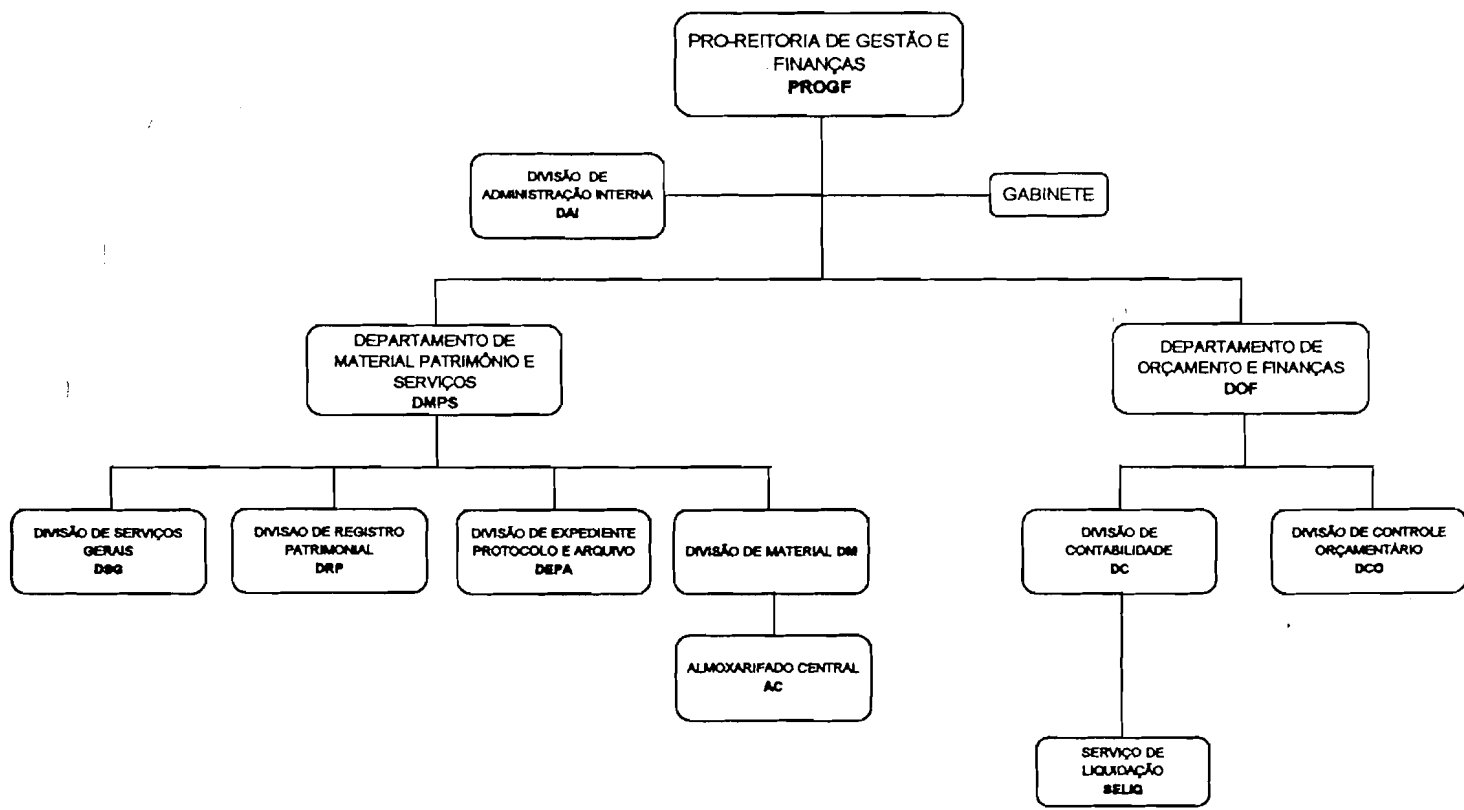 PRO-REITORIA DE GESTÃO E
FINANÇAS
PROGF
DIVISÃO DE
ADMINISTRAÇÃO INTERNA
DAI
GABINETE
DEPARTAMENTO DE
MATERIAL PATRIMÔNIO E
SERVIÇOS
DMPS
DEPARTAMENTO DE
ORÇAMENTO E FINANÇAS
DOF
DIVISÃO DE SERVIÇOS
GERAIS
DSG
DIVISAO DE REGISTRO
PATRIMONIAL
DRP
DIVISÃO DE EXPEDIENTE
PROTOCOLO E ARQUIVO
DEPA
DIVISÃO DE MATERIAL DM
DIVISÃO DE
CONTABILIDADE
DC
DIVISÃO DE CONTROLE
ORÇAMENTÁRIO
DCO
ALMOXARIFADO CENTRAL
AC
SERVIÇO DE
LIQUIDAÇÃO
SELIQ